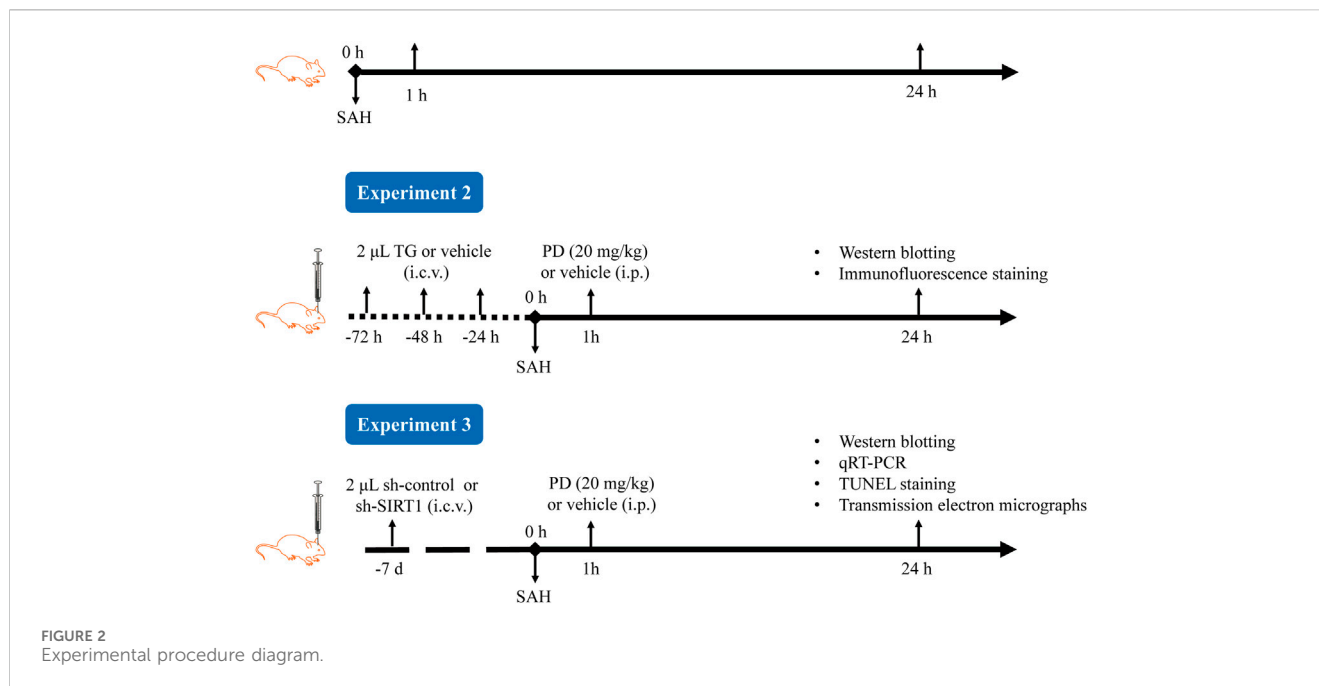 0 h
1 h
24 h
SAH
Experiment 2
2 μL TG or vehicle
(i.c.v.)
PD (20 mg/kg)
or vehicle (i.p.)
• Western blotting
• Immunofluorescence staining
0 h
-72 h
-48 h
-24 h
1h
24 h
SAH
Experiment 3
2 μL sh-control or
sh-SIRT1 (i.c.v.)
PD (20 mg/kg)
or vehicle (i.p.)
• Western blotting
• qRT-PCR
• TUNEL staining
• Transmission electron micrographs
0 h
-7 d
1h
24 h
SAH
FIGURE 2
Experimental procedure diagram.